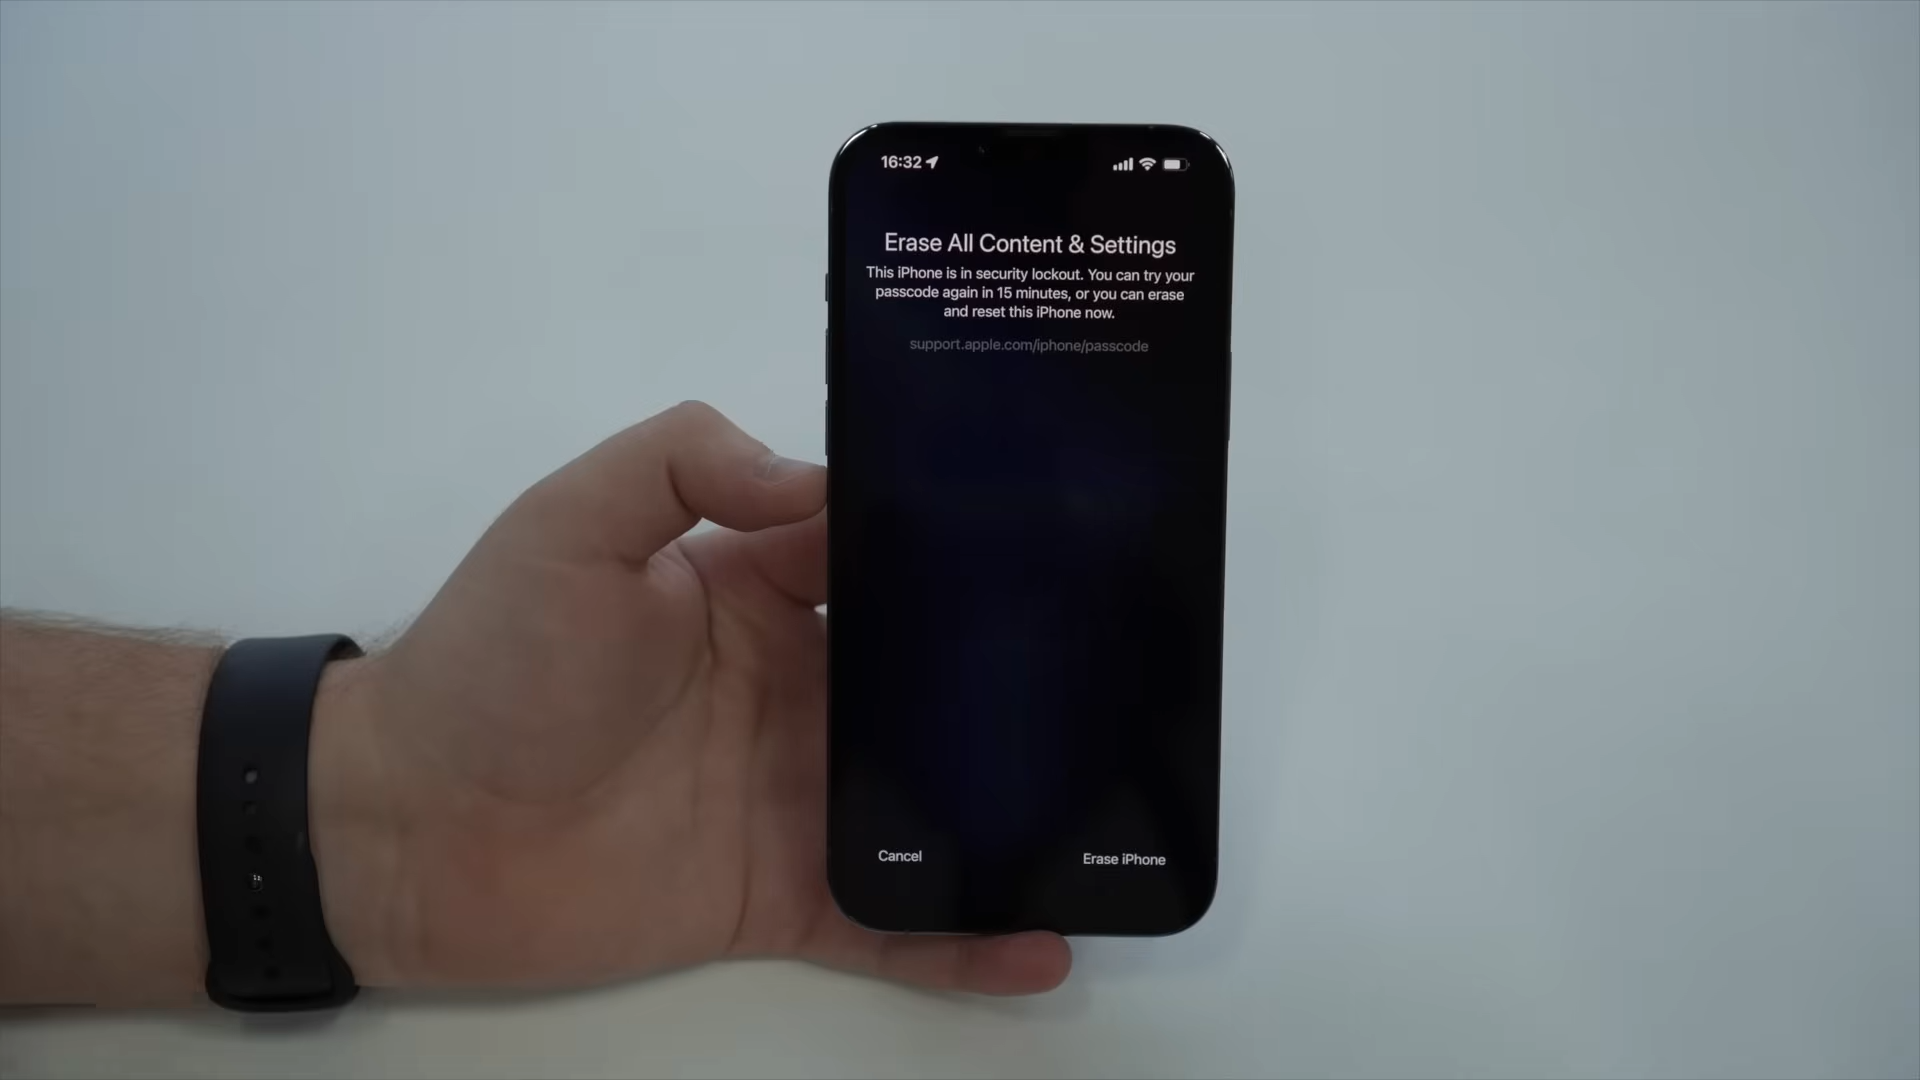 16:32
Erase All Content & Settings
This iPhone is in security lockout. You can try your
passcode again in 15 minutes, or you can erase
and reset this iPhone now.
support.apple.com/iphone/passcode
Cancel
Erase iPhone